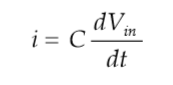 i = C dV_in/dt